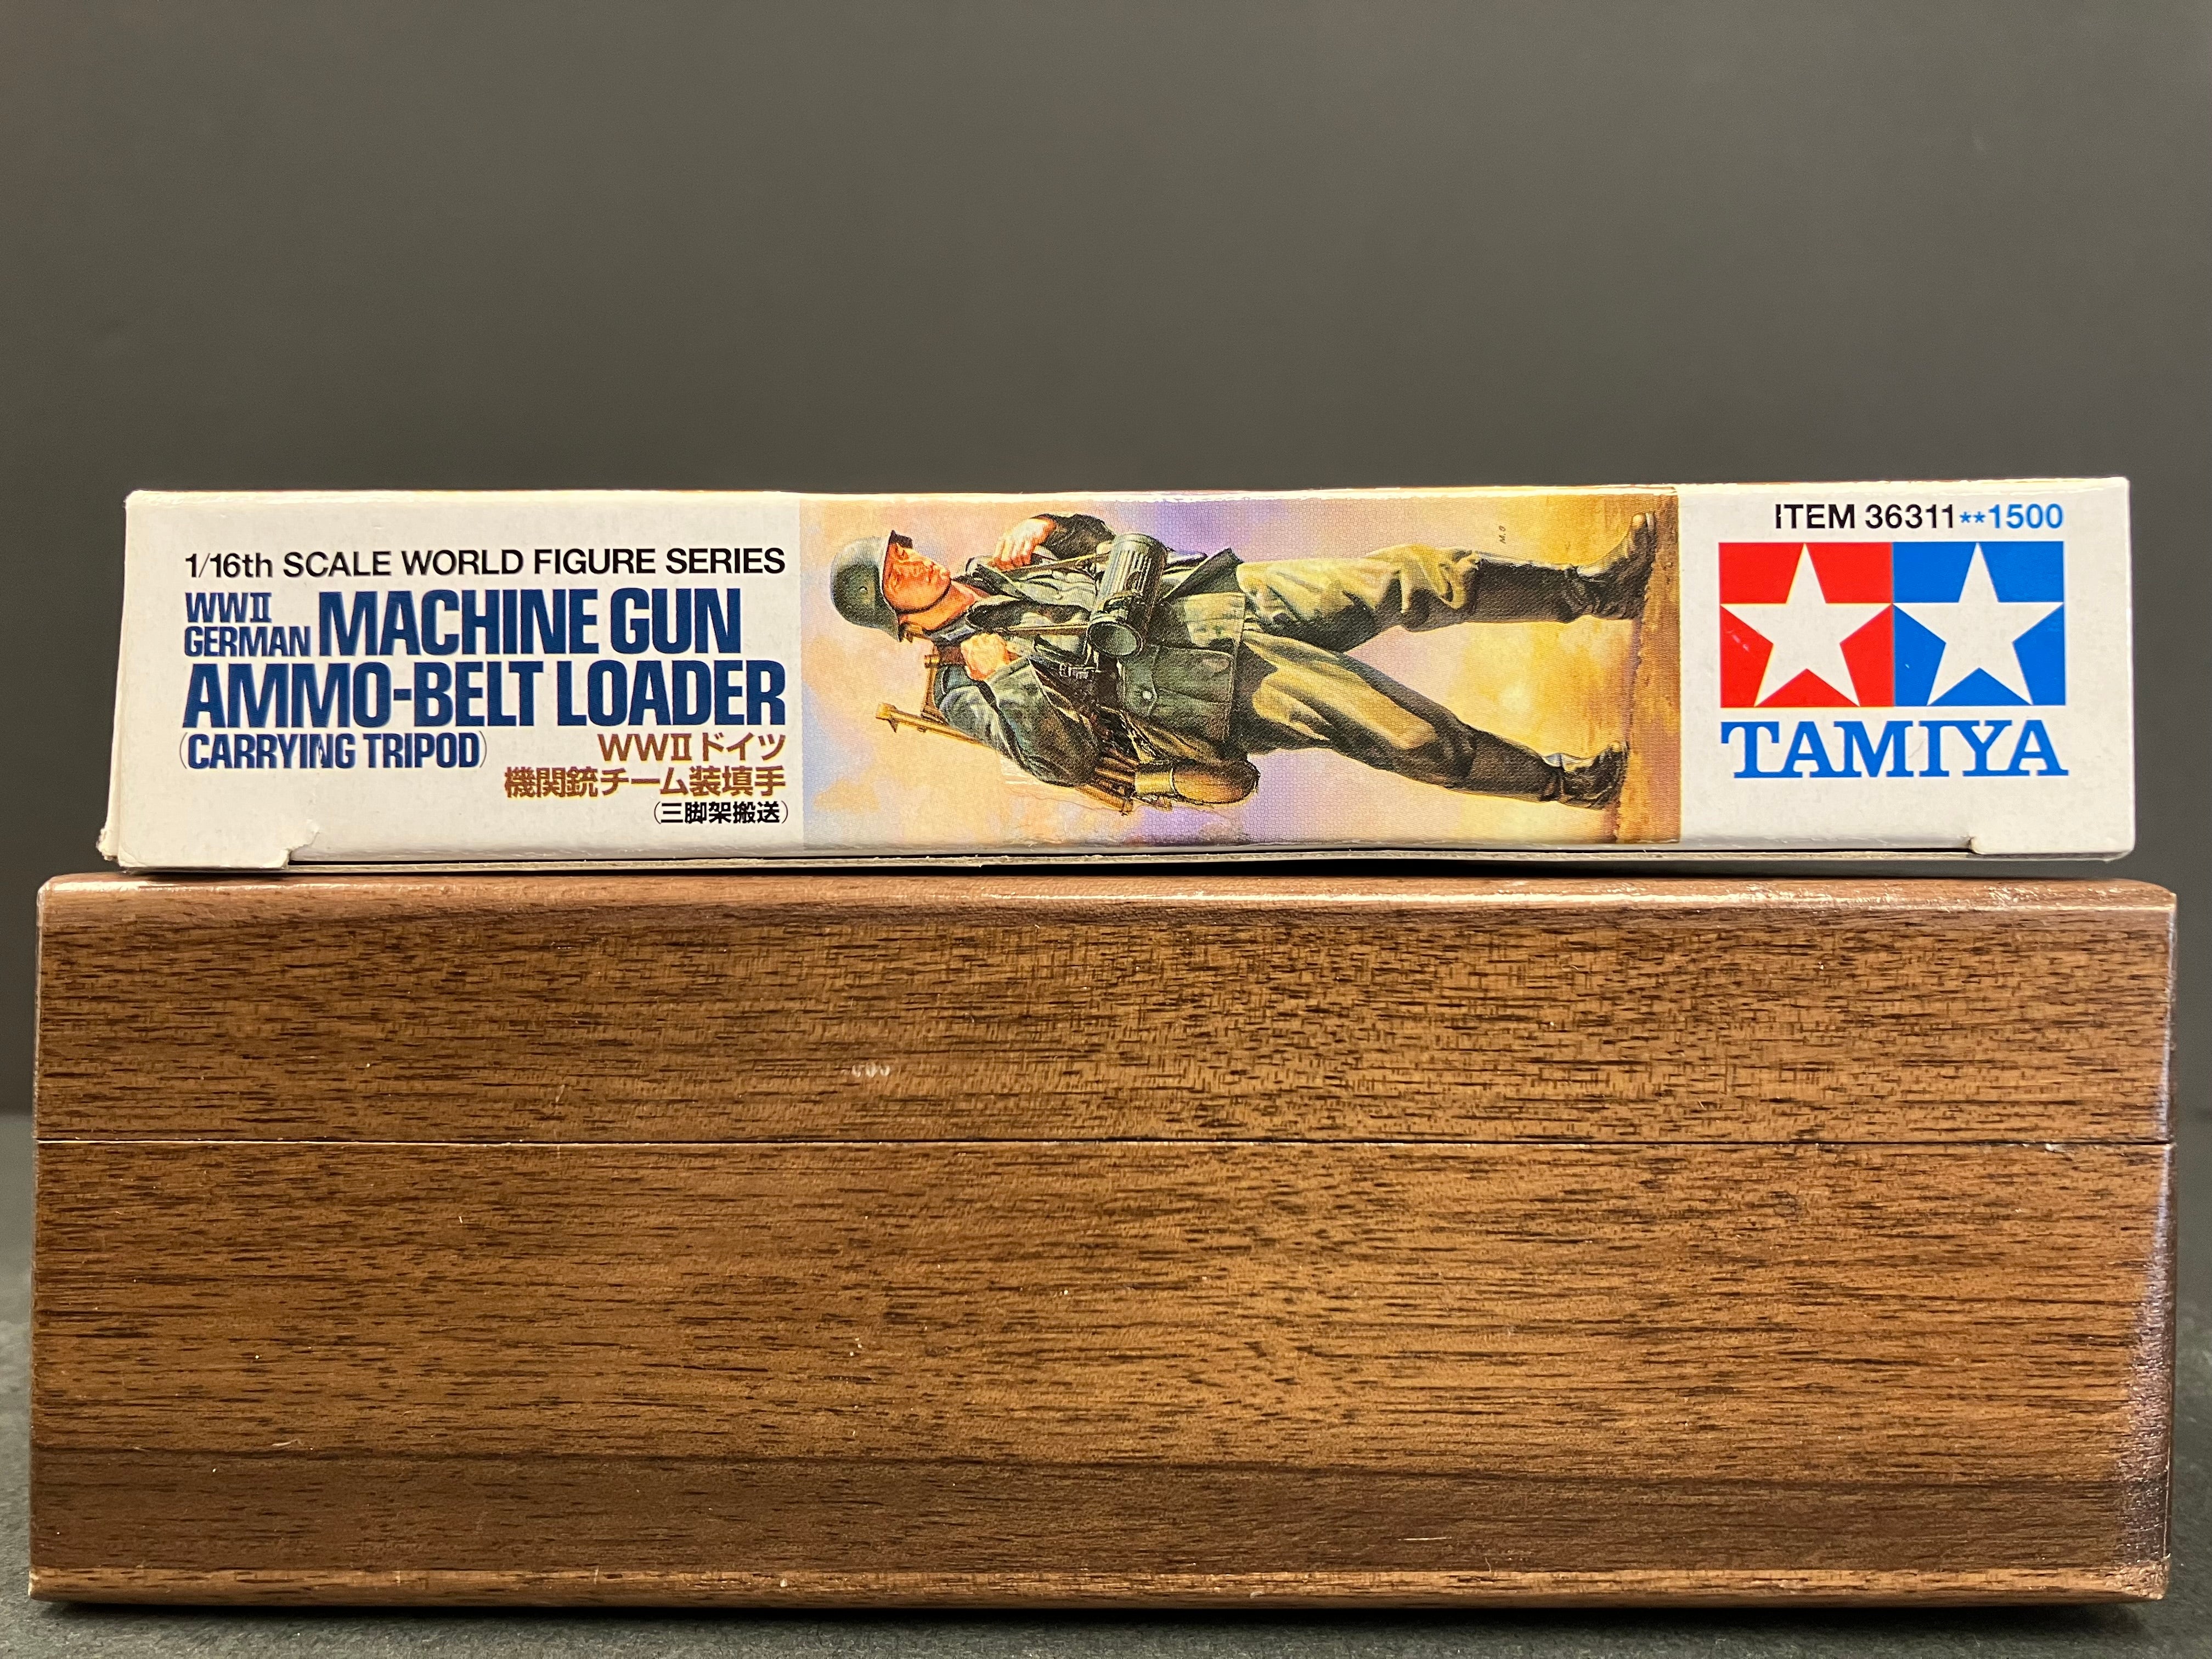 1/16th SCALE WORLD FIGURE SERIES
WWII
GERMAN MACHINE GUN
AMMO-BELT LOADER
(CARRYING TRIPOD)
WWIIドイツ
機関銃チーム装填手
(三脚架搬送)
ITEM 36311**1500
TAMIYA